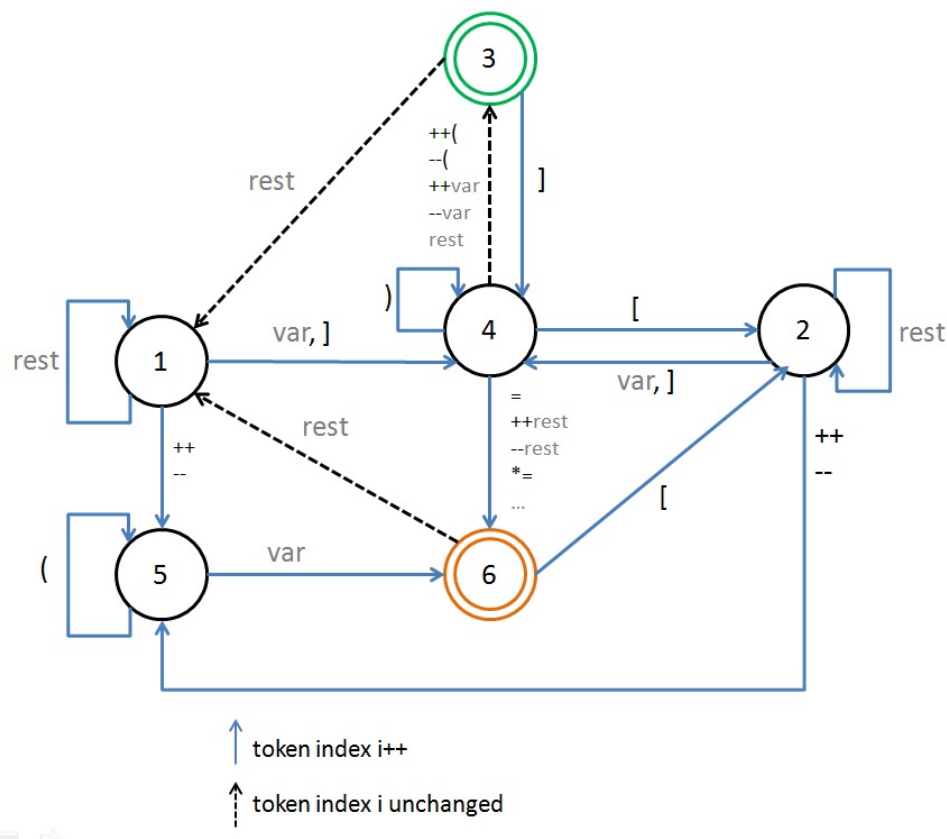 3
++(
--(
++var
--var
rest
rest
]
)
[
rest
1
var, ]
4
2
rest
var, ]
=
++rest
--rest
*=
...
++
--
rest
++
--
[
(
5
var
6
token index i++
token index i unchanged